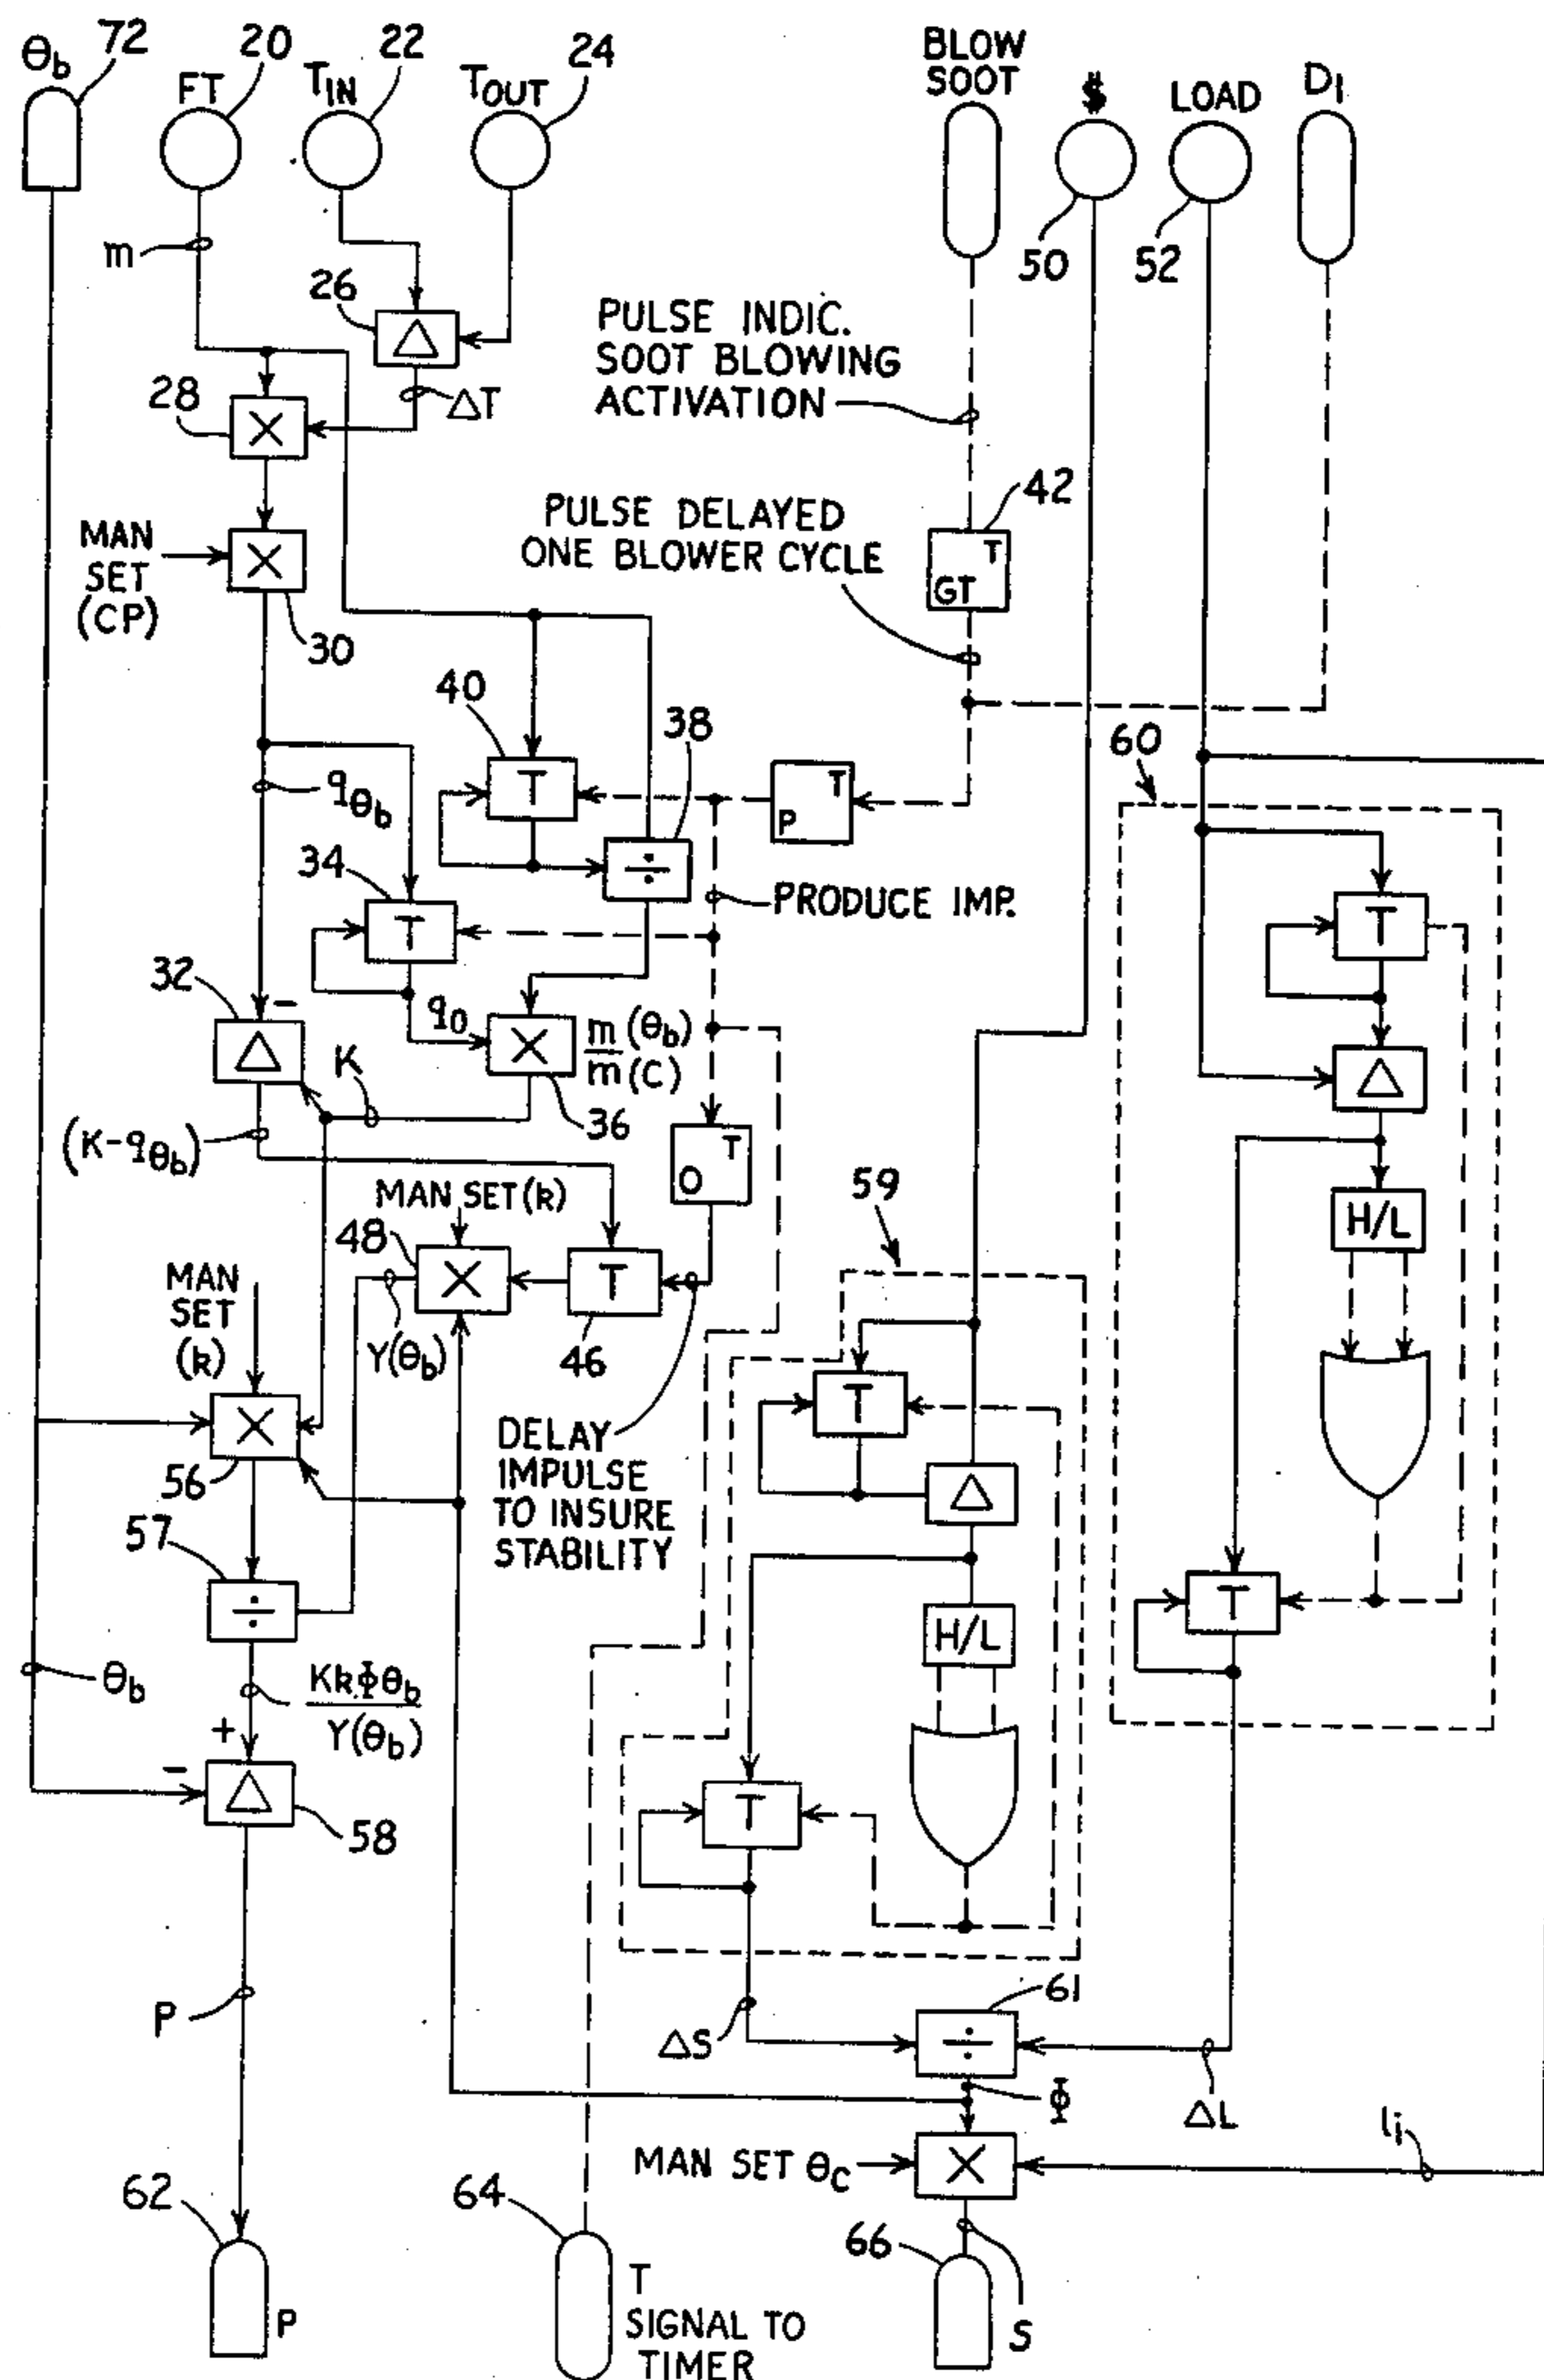 θb
72
20
FT
22
TIN
24
TOUT
BLOW
SOOT
$
LOAD
D1
50
52
m
26
ΔT
28
×
PULSE INDIC.
SOOT BLOWING
ACTIVATION
42
T
GT
PULSE DELAYED
ONE BLOWER CYCLE
MAN
SET
(CP)
×
30
40
T
38
÷
T
P
60
qθb
34
T
PRODUCE IMP.
T
32
-
Δ
q0
×
m(θb)
m(C)
36
K
Δ
(K-qθb)
T
O
H/L
MAN SET (k)
48
×
T
46
Y(θb)
59
MAN
SET
(k)
×
56
DELAY
IMPULSE
TO INSURE
STABILITY
T
Δ
57
÷
T
H/L
θb
KkΦθb
Y(θb)
+
-
Δ
58
T
P
61
ΔS
÷
ΔL
Φ
li
MAN SET θc
×
62
P
64
T
SIGNAL TO
TIMER
66
S